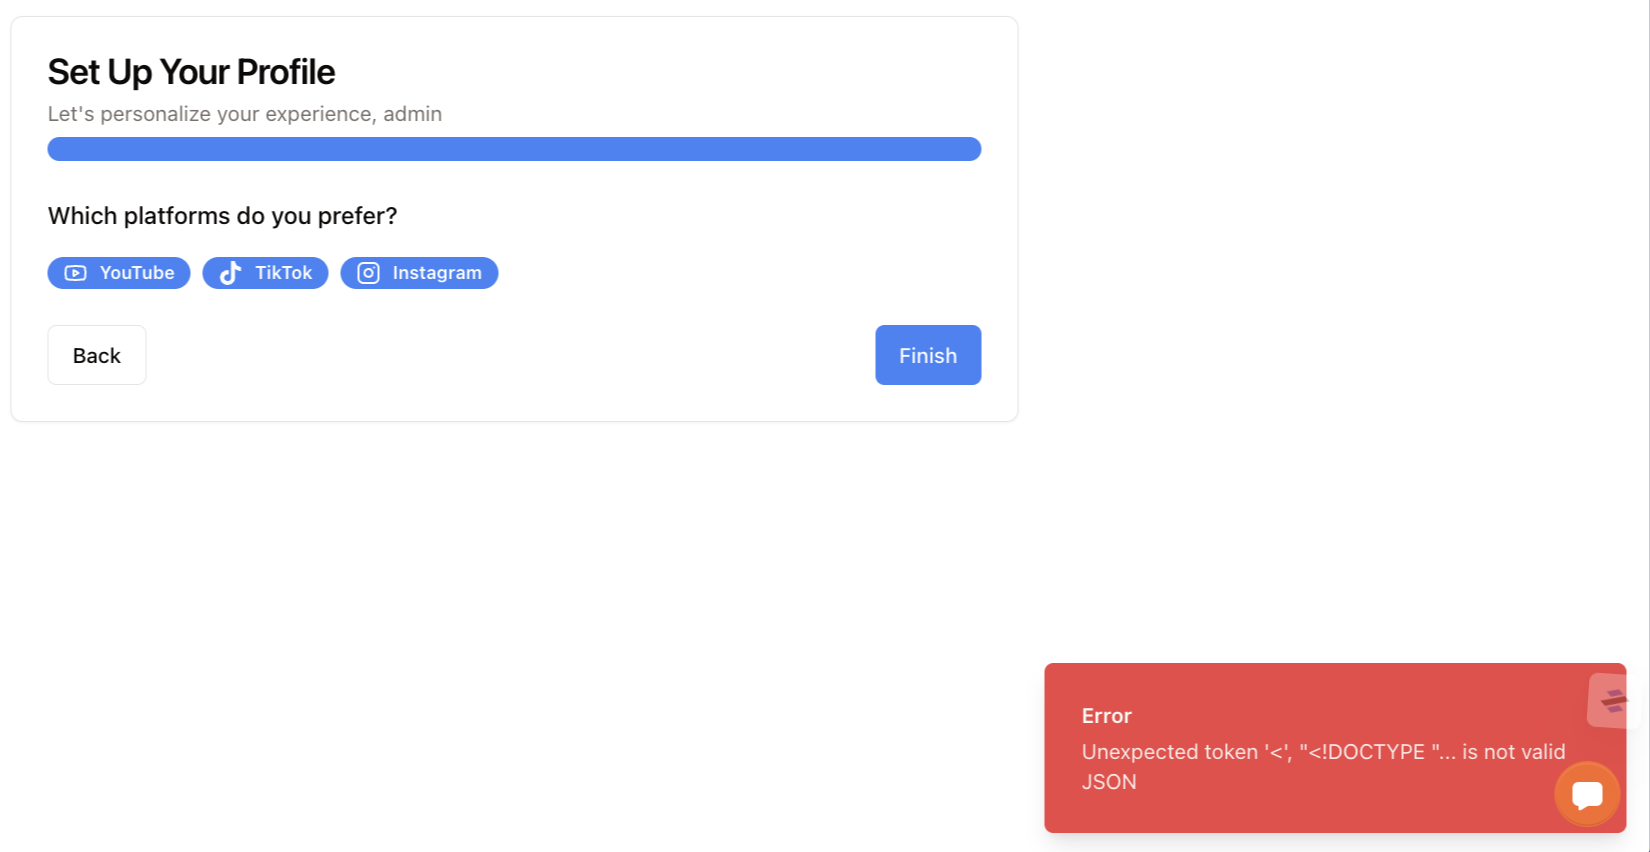 Set Up Your Profile
Let's personalize your experience, admin
Which platforms do you prefer?
YouTube TikTok Instagram
Back Finish
Error
Unexpected token '<', "<!DOCTYPE "... is not valid
JSON